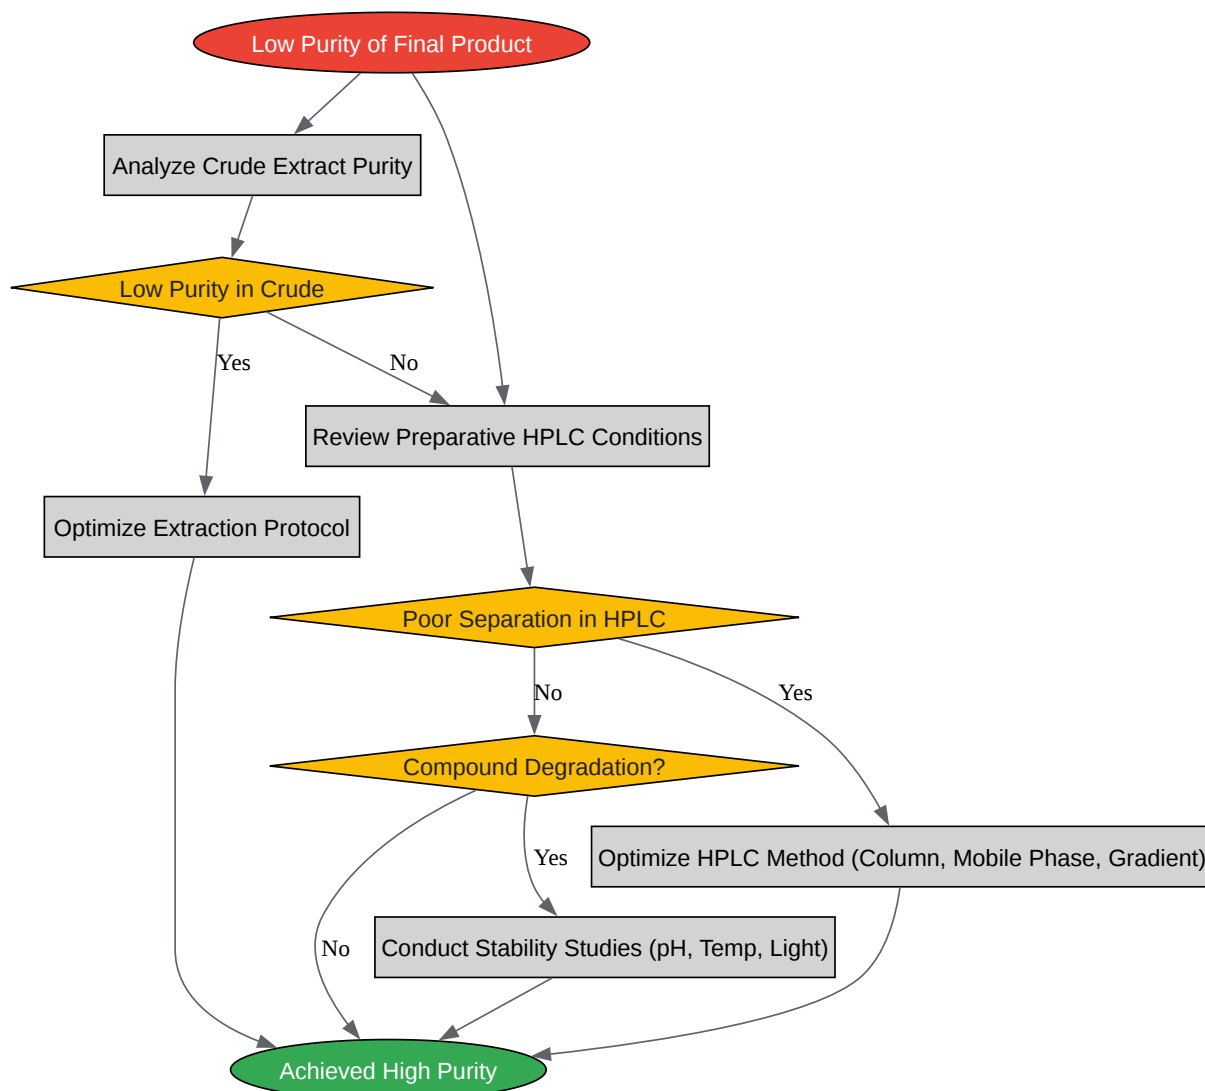 Low Purity of Final Product
Analyze Crude Extract Purity
Low Purity in Crude
Yes
No
Review Preparative HPLC Conditions
Optimize Extraction Protocol
Poor Separation in HPLC
No
Yes
Compound Degradation?
Yes
Optimize HPLC Method (Column, Mobile Phase, Gradient)
No
Conduct Stability Studies (pH, Temp, Light)
Achieved High Purity